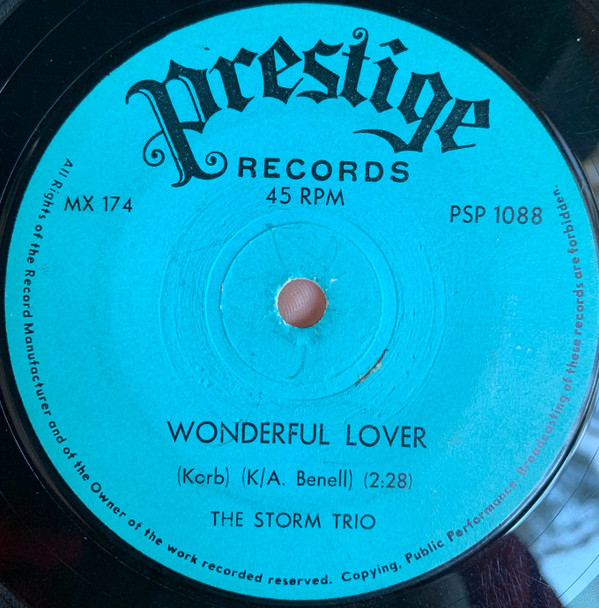 Prestige
RECORDS
45 RPM
MX 174
PSP 1088
WONDERFUL LOVER
(Korb) (K/A. Benell) (2:28)
THE STORM TRIO
All Rights of the Record Manufacturer and of the Owner of the work recorded reserved. Copying, Public Performance, Broadcasting of these records are forbidden.